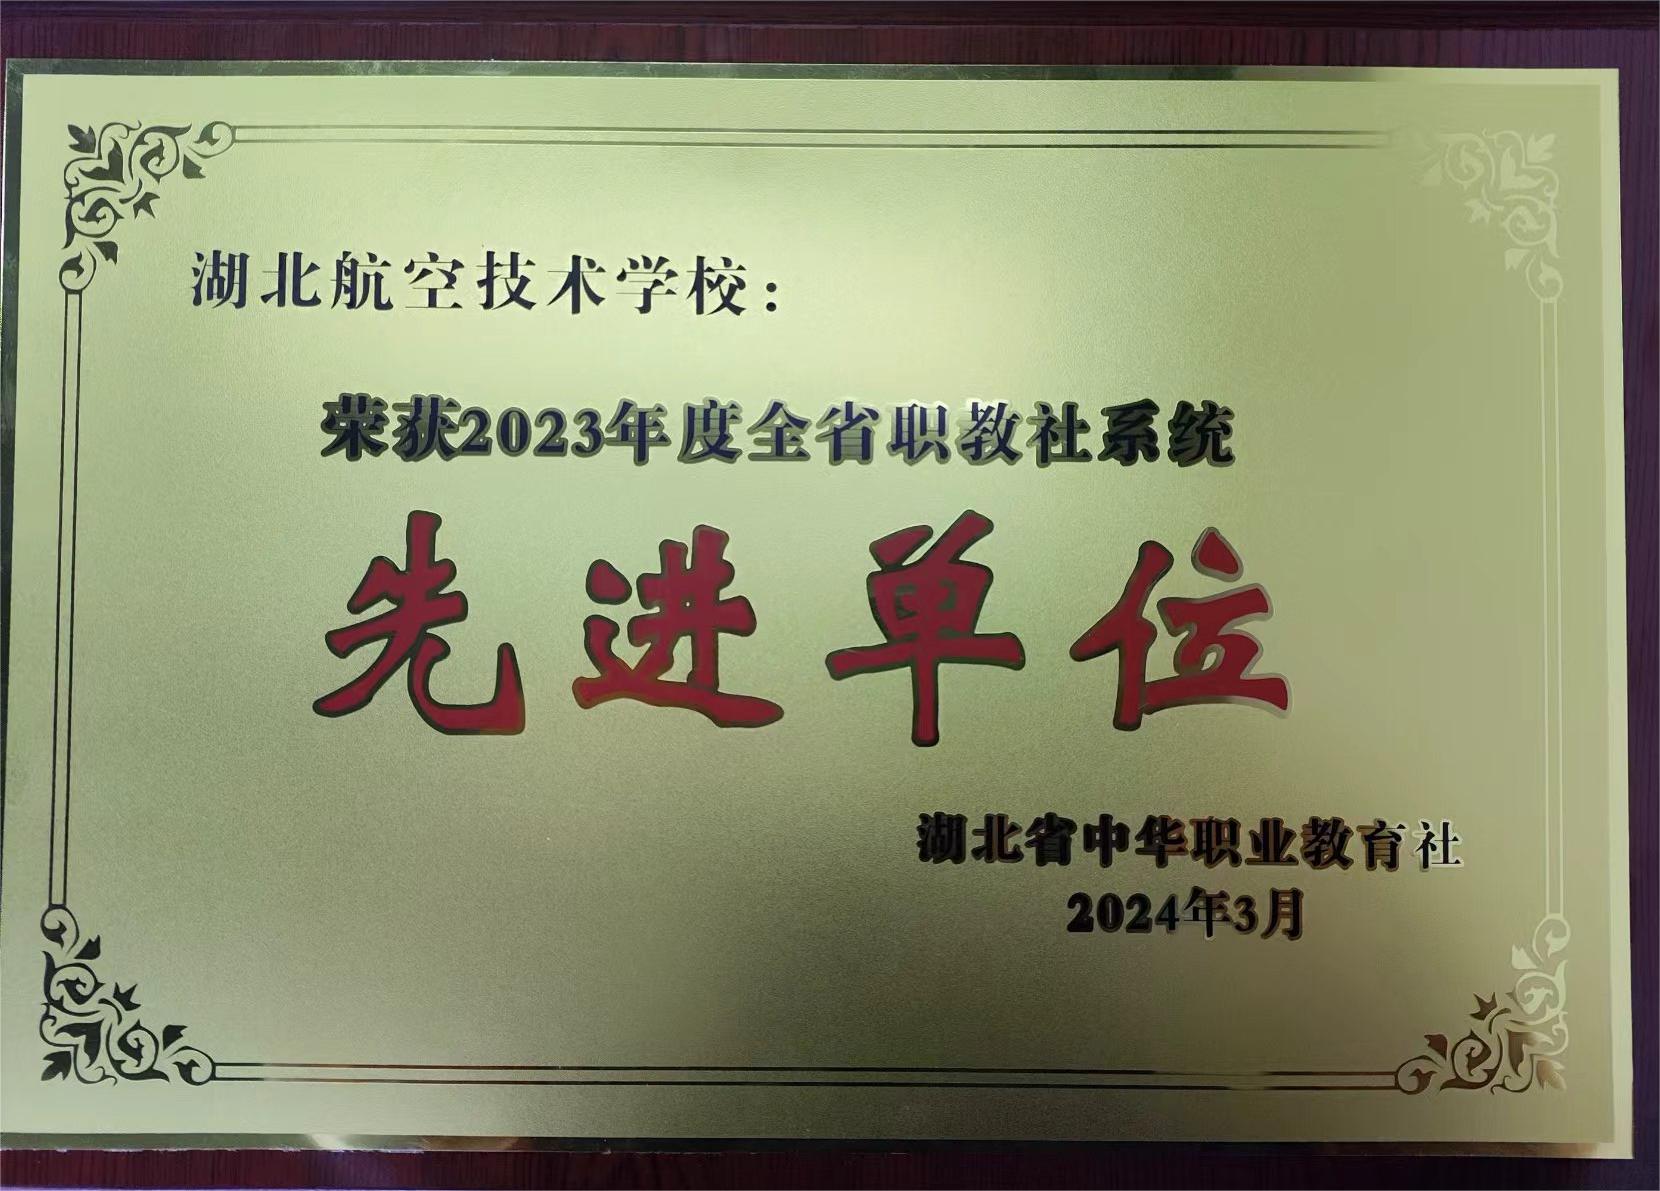 湖北航空技术学校：
荣获2023年度全省职教社系统
先进单位
湖北省中华职业教育社
2024年3月